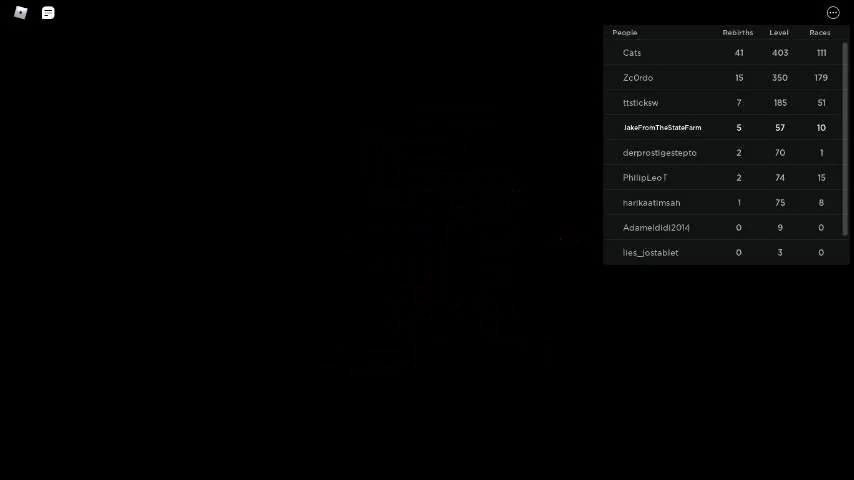 People Rebirths Level Races
Cats 41 403 111
Zc0rdo 15 350 179
ttsticksw 7 185 51
JakeFromTheStateFarm 5 57 10
derprostigestepto 2 70 1
PhilipLeoT 2 74 15
harikaatimsah 1 75 8
Adameldidi2014 0 9 0
lies_jostablet 0 3 0